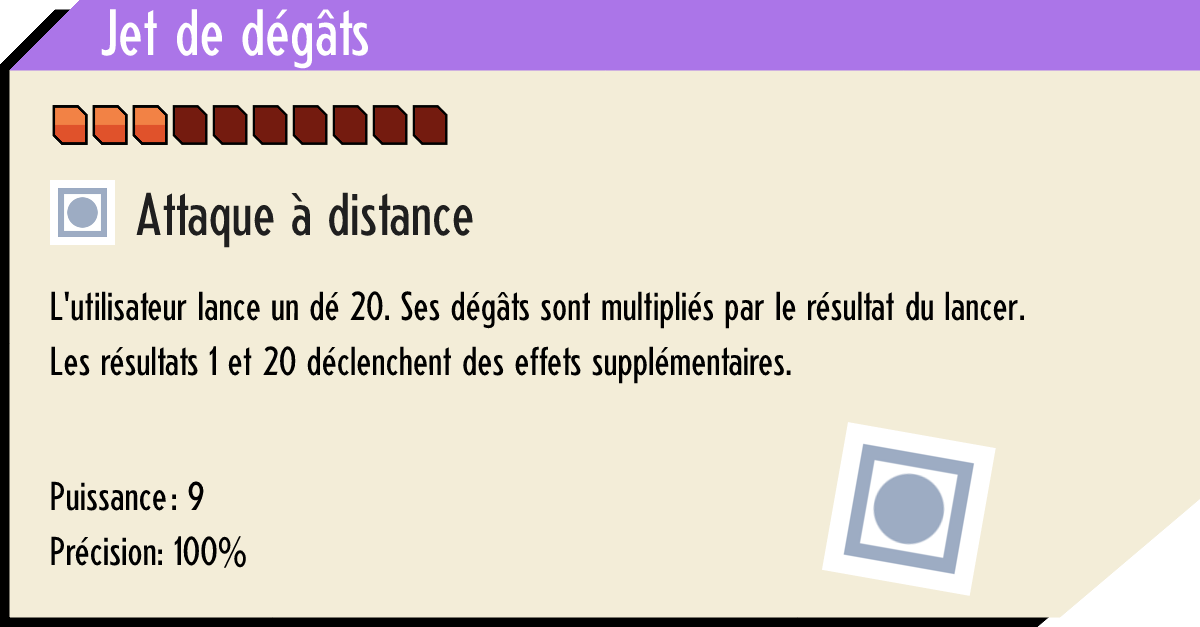 Jet de dégâts
Attaque à distance
L'utilisateur lance un dé 20. Ses dégâts sont multipliés par le résultat du lancer.
Les résultats 1 et 20 déclenchent des effets supplémentaires.
Puissance : 9
Précision: 100%